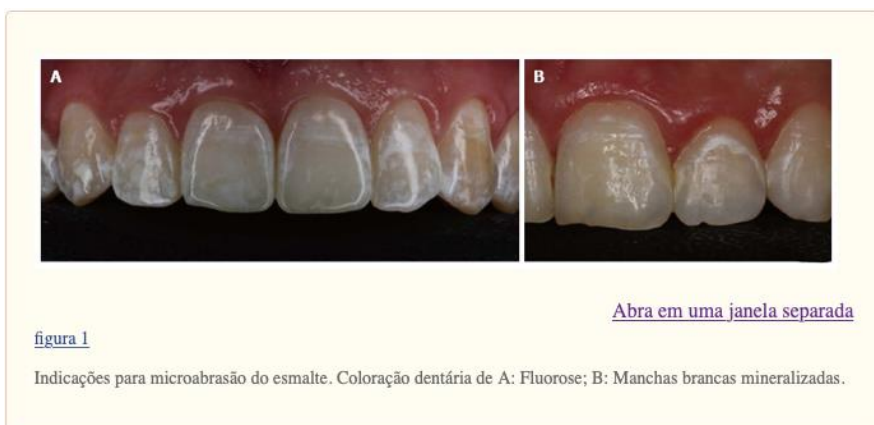 A
B
Abra em uma janela separada
figura 1
Indicações para microabrasão do esmalte. Coloração dentária de A: Fluorose; B: Manchas brancas mineralizadas.